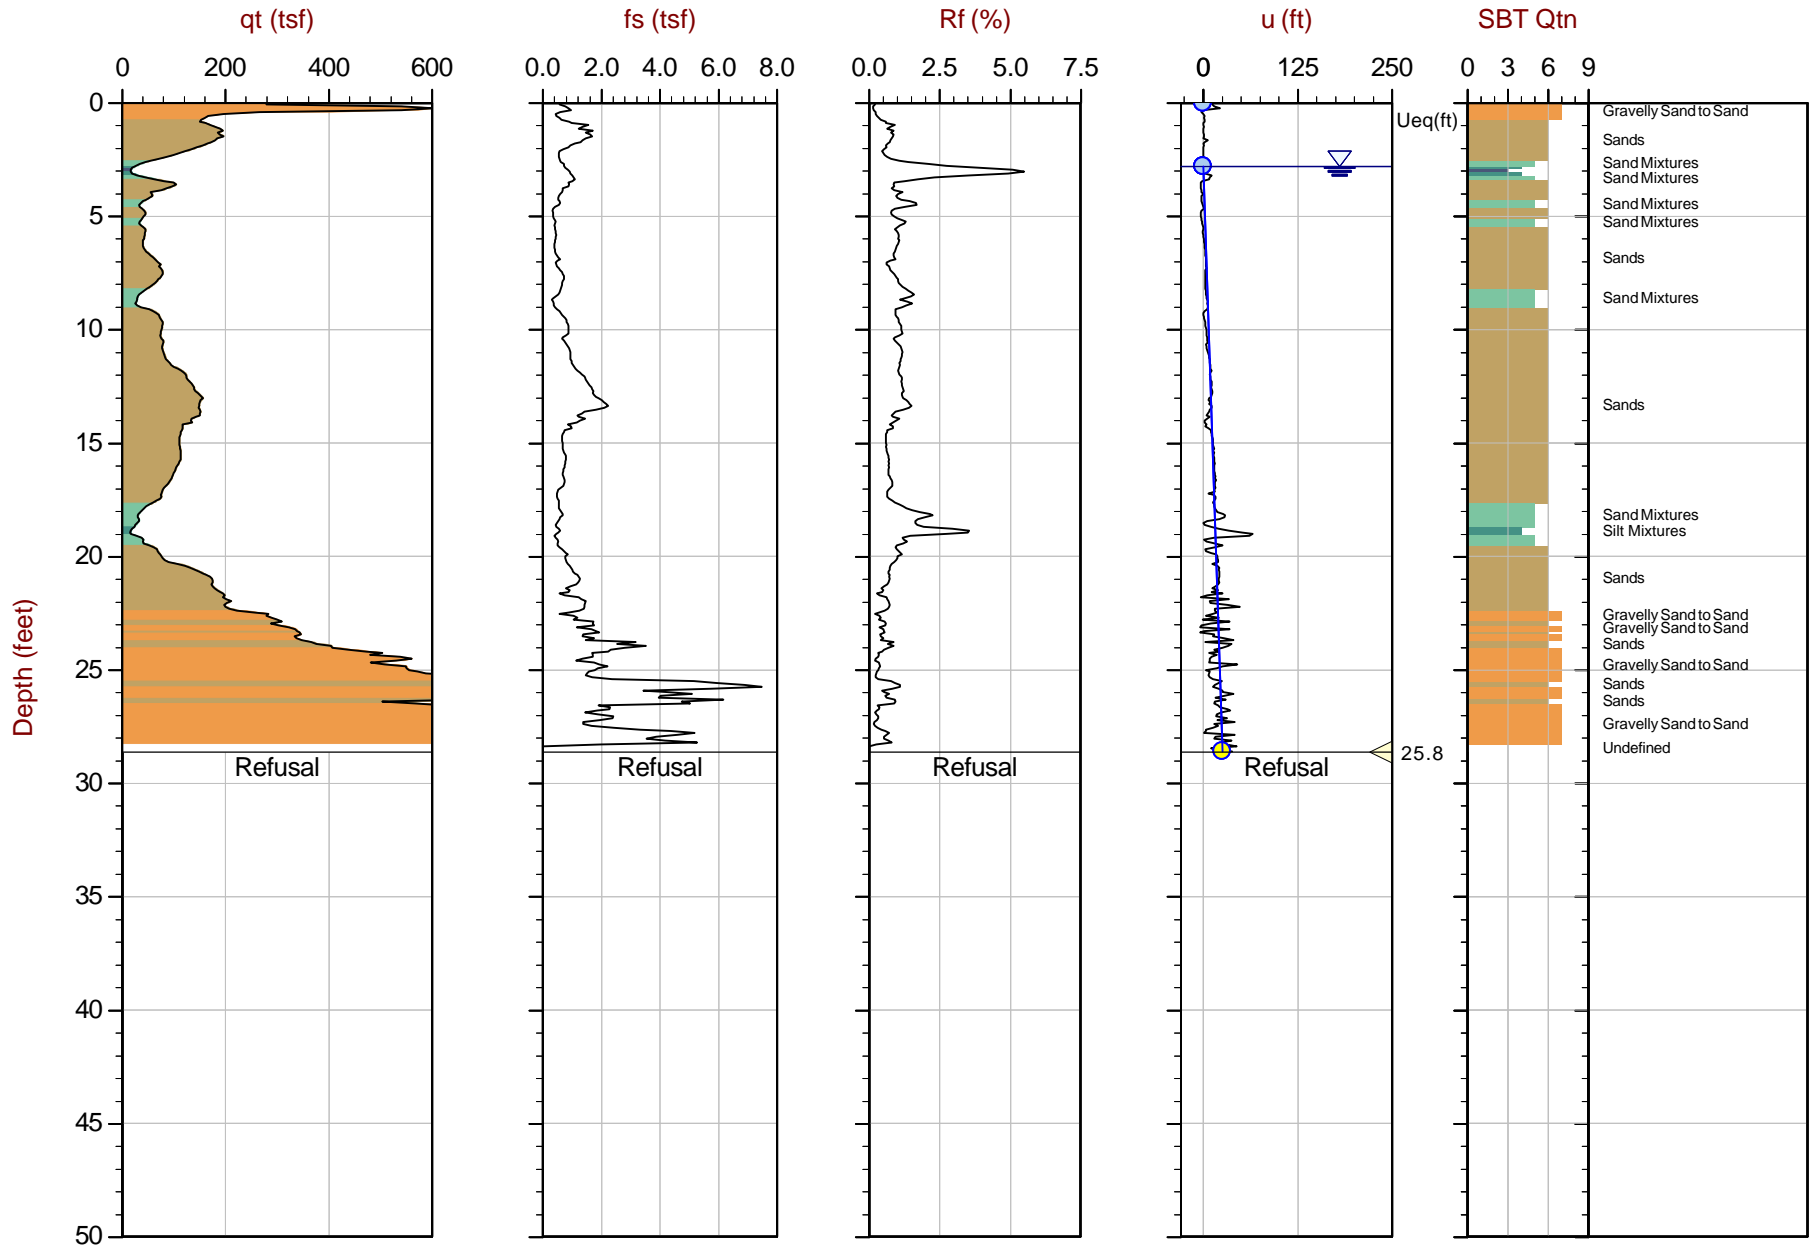 qt (tsf) fs (tsf) Rf (%) u (ft) SBT Qtn
0 200 400 600 0.0 2.0 4.0 6.0 8.0 0.0 2.5 5.0 7.5 0 125 250 0 3 6 9
0
Gravelly Sand to Sand
Ueq(ft)
Sands
Sand Mixtures
Sand Mixtures
Sand Mixtures
5
Sand Mixtures
Sands
Sand Mixtures
10
Sands
15
Sand Mixtures
Silt Mixtures
20
Sands
Gravelly Sand to Sand
Gravelly Sand to Sand
Sands
Gravelly Sand to Sand
25
Sands
Sands
Gravelly Sand to Sand
Undefined
25.8
Refusal Refusal Refusal Refusal
30
35
40
45
50
Depth (feet)